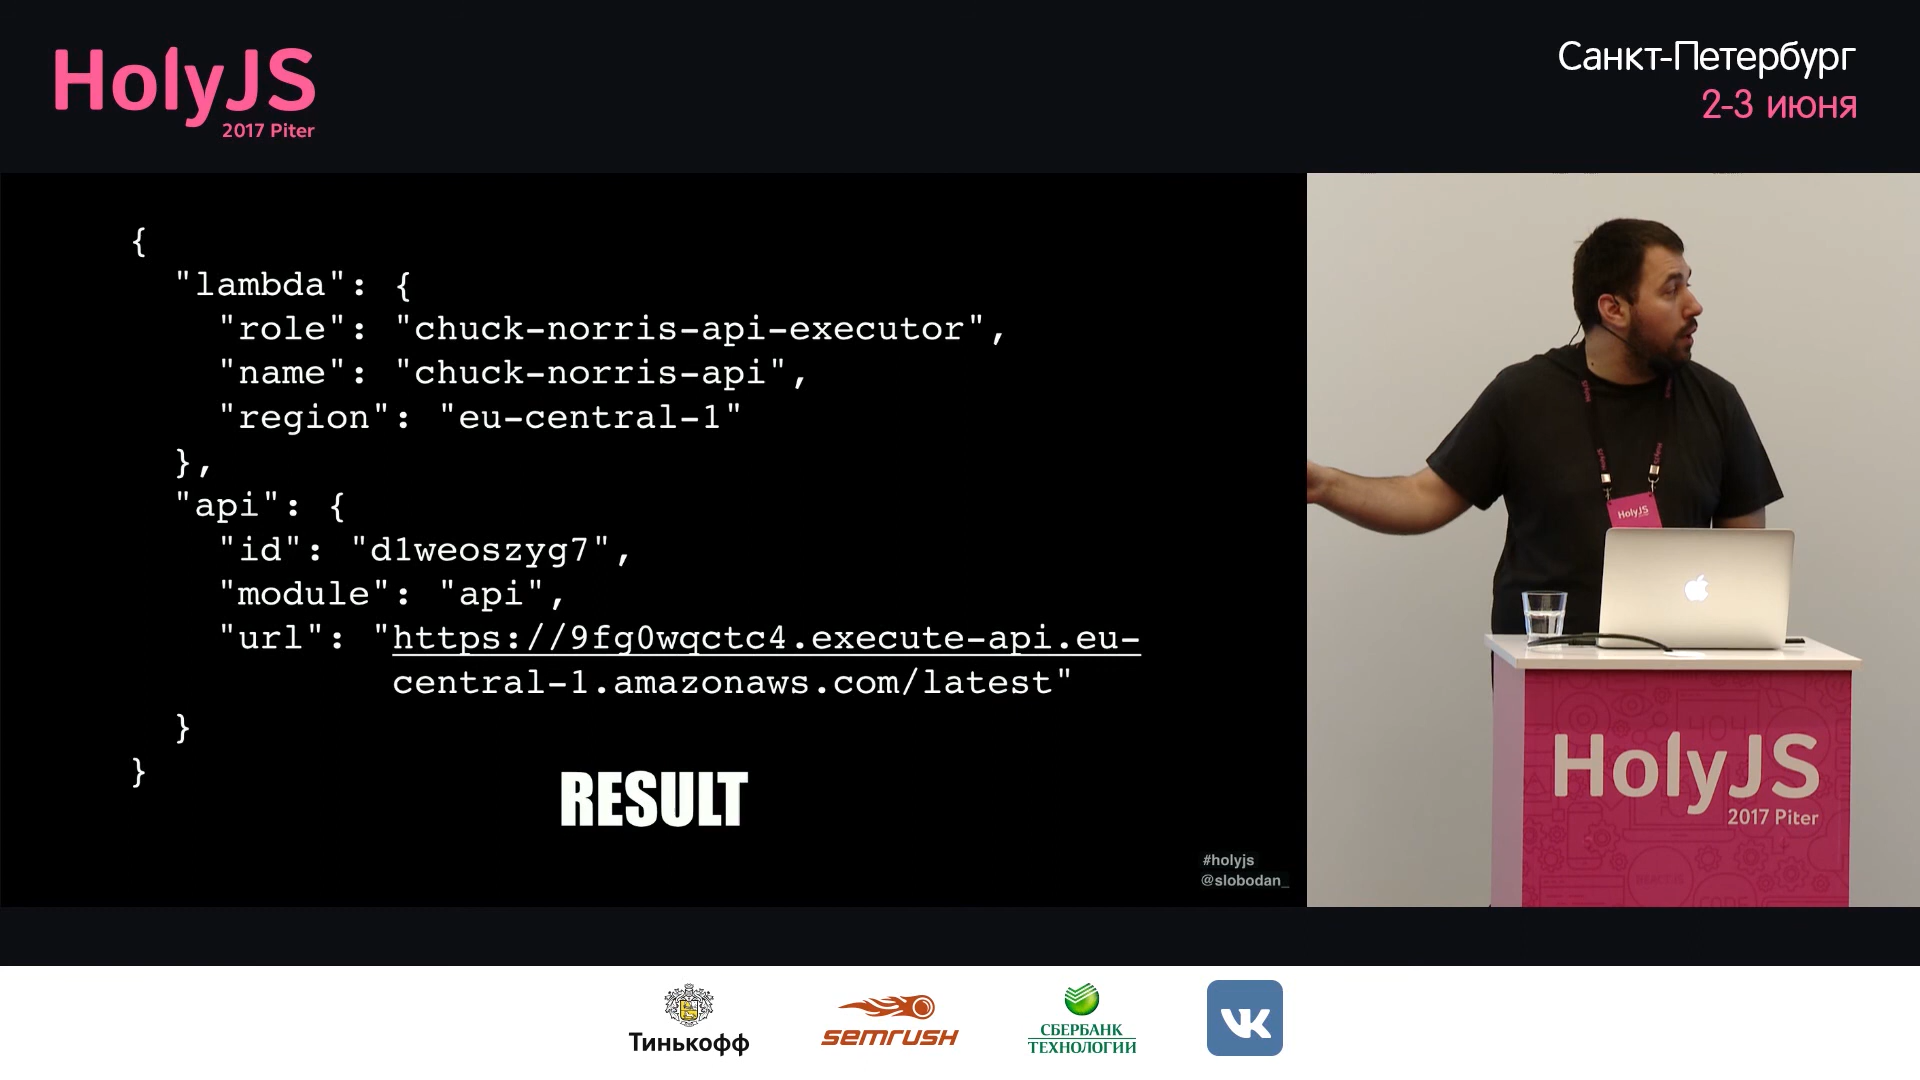 HolyJS
2017 Piter
Санкт-Петербург
2-3 июня
{
"lambda": {
"role": "chuck-norris-api-executor",
"name": "chuck-norris-api",
"region": "eu-central-1"
},
"api": {
"id": "d1weoszyg7",
"module": "api",
"url": "https://9fg0wqctc4.execute-api.eu-
central-1.amazonaws.com/latest"
}
}
RESULT
#holyjs
@slobodan_
HolyJS
HolyJS
2017 Piter
Тинькофф
semrush
СБЕРБАНК
ТЕХНОЛОГИИ